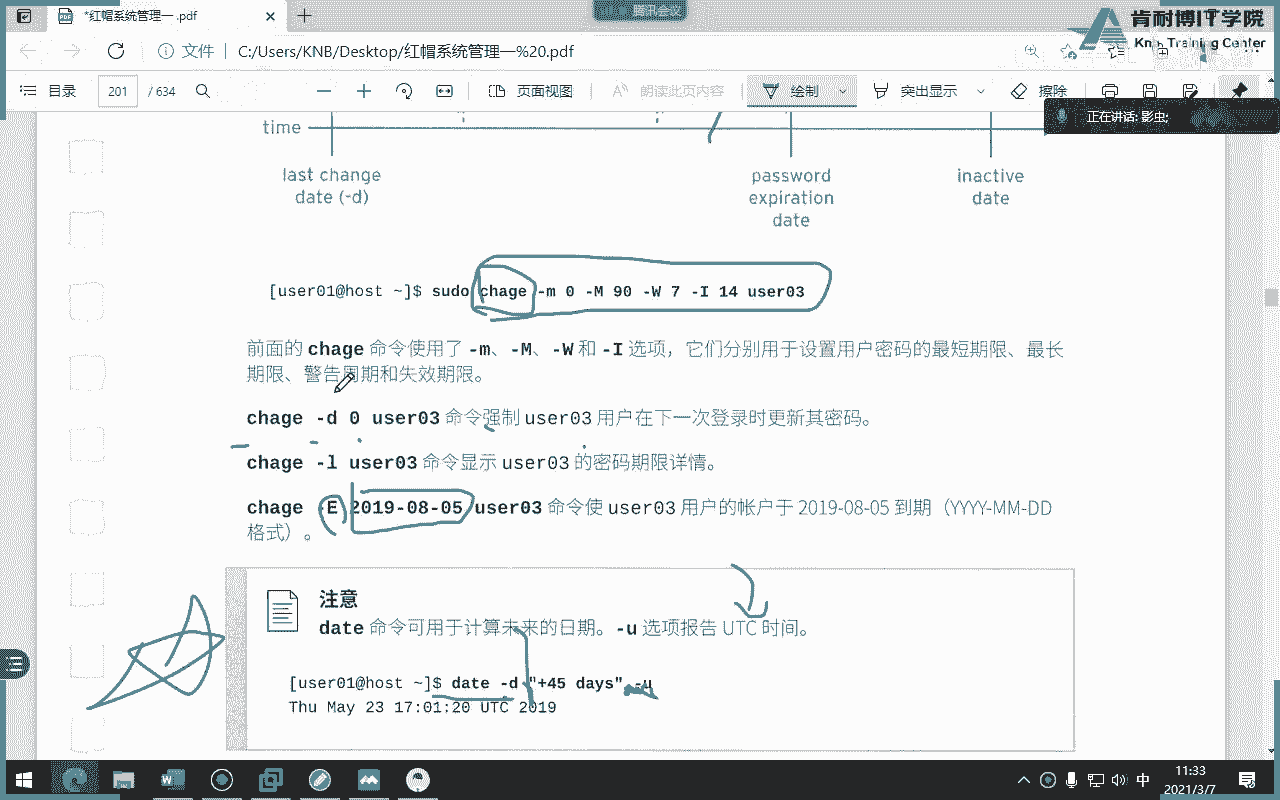 *红帽系统管理一 .pdf
腾讯会议
肯耐博IT学院
KNB Training Center
文件
C:/Users/KNB/Desktop/红帽系统管理一%20.pdf
目录
201
/ 634
页面视图
朗读此页内容
绘制
突出显示
擦除
正在讲话: 影虫;
time
last change
date (-d)
password
expiration
date
inactive
date
[user01@host ~]$ sudo chage -m 0 -M 90 -W 7 -I 14 user03
前面的 chage 命令使用了 -m、-M、-W 和 -I 选项，它们分别用于设置用户密码的最短期限、最长
期限、警告周期和失效期限。
chage -d 0 user03 命令强制 user03 用户在下一次登录时更新其密码。
chage -l user03 命令显示 user03 的密码期限详情。
chage -E 2019-08-05 user03 命令使 user03 用户的帐户于 2019-08-05 到期（YYYY-MM-DD
格式）。
注意
date 命令可用于计算未来的日期。-u 选项报告 UTC 时间。
[user01@host ~]$ date -d "+45 days" -u
Thu May 23 17:01:20 UTC 2019
中
11:33
2021/3/7